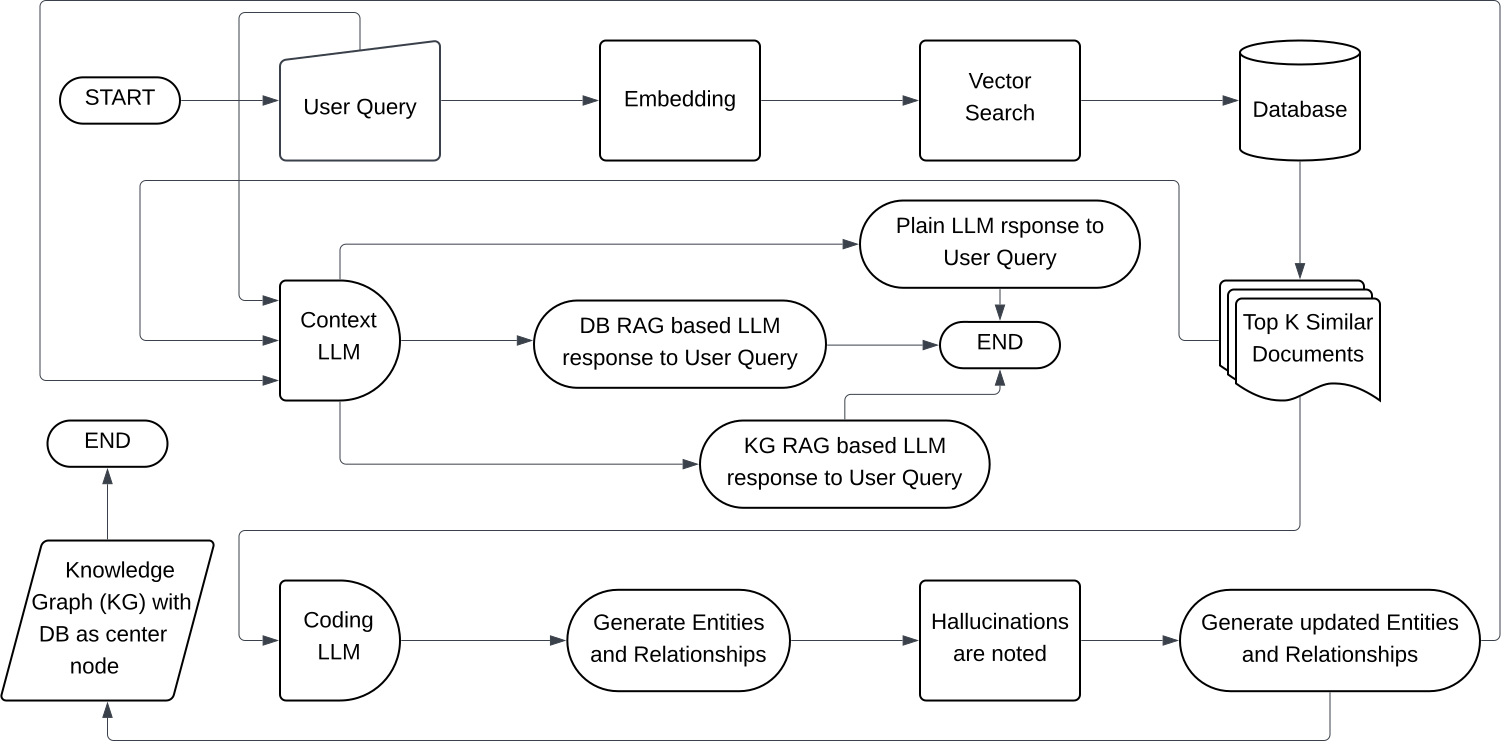 START
User Query
Embedding
Vector
Search
Database
Plain LLM rsponse to
User Query
Context
LLM
DB RAG based LLM
response to User Query
END
Top K Similar
Documents
KG RAG based LLM
response to User Query
END
Knowledge
Graph (KG) with
DB as center
node
Coding
LLM
Generate Entities
and Relationships
Hallucinations
are noted
Generate updated Entities
and Relationships